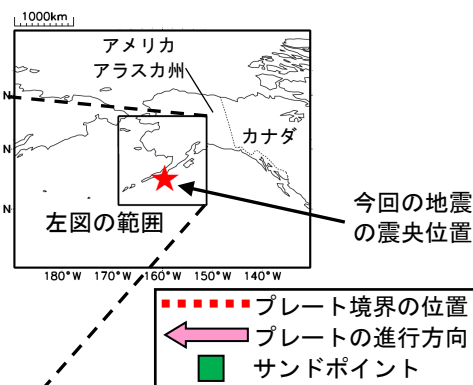 1000km
アメリカ
アラスカ州
N
カナダ
N
N
左図の範囲
今回の地震
の震央位置
180°W 170°W 160°W 150°W 140°W
プレート境界の位置
プレートの進行方向
サンドポイント